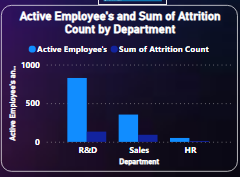 Active Employee's and Sum of Attrition
Count by Department
Active Employee's Sum of Attrition Count
Active Employee's an..
1000
500
0
R&D Sales HR
Department